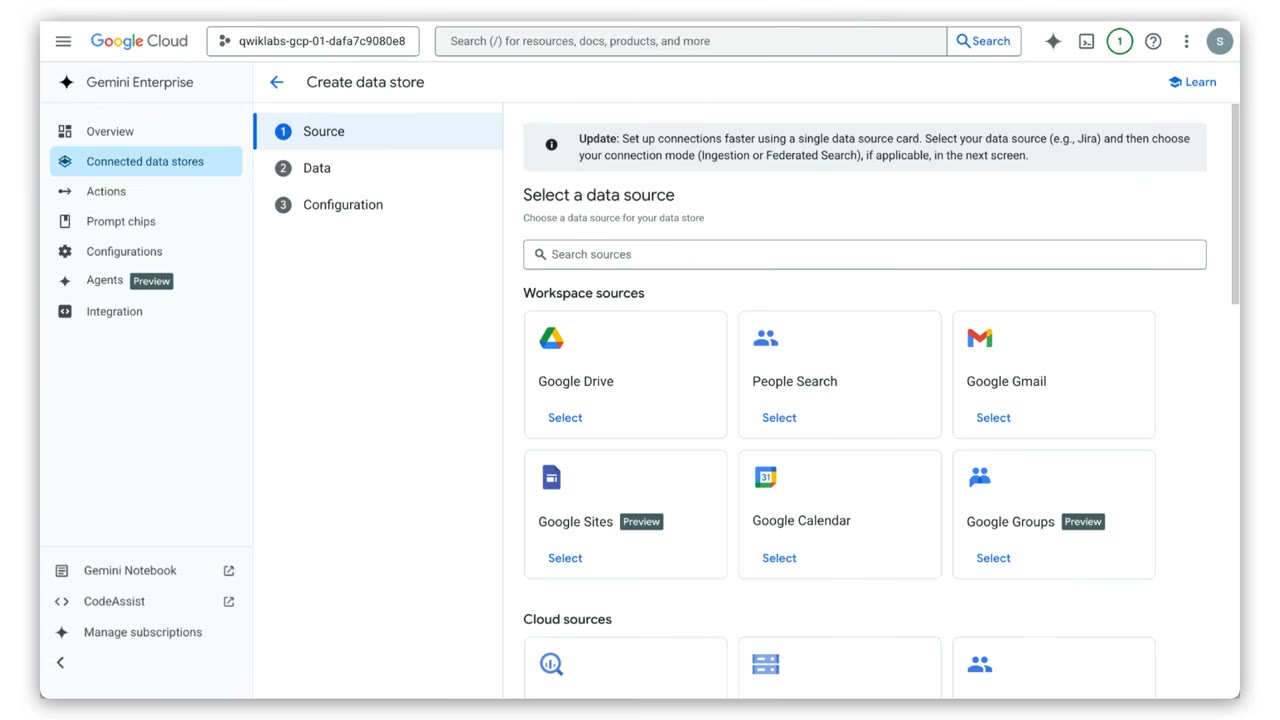 Google Cloud
qwiklabs-gcp-01-dafa7c9080e8
Search (/) for resources, docs, products, and more
Search
1
S
Gemini Enterprise
Create data store
Learn
Overview
Connected data stores
Actions
Prompt chips
Configurations
Agents Preview
Integration
Gemini Notebook
CodeAssist
Manage subscriptions
1 Source
2 Data
3 Configuration
Update: Set up connections faster using a single data source card. Select your data source (e.g., Jira) and then choose
your connection mode (Ingestion or Federated Search), if applicable, in the next screen.
Select a data source
Choose a data source for your data store
Search sources
Workspace sources
Google Drive
Select
People Search
Select
Google Gmail
Select
Google Sites Preview
Select
31
Google Calendar
Select
Google Groups Preview
Select
Cloud sources